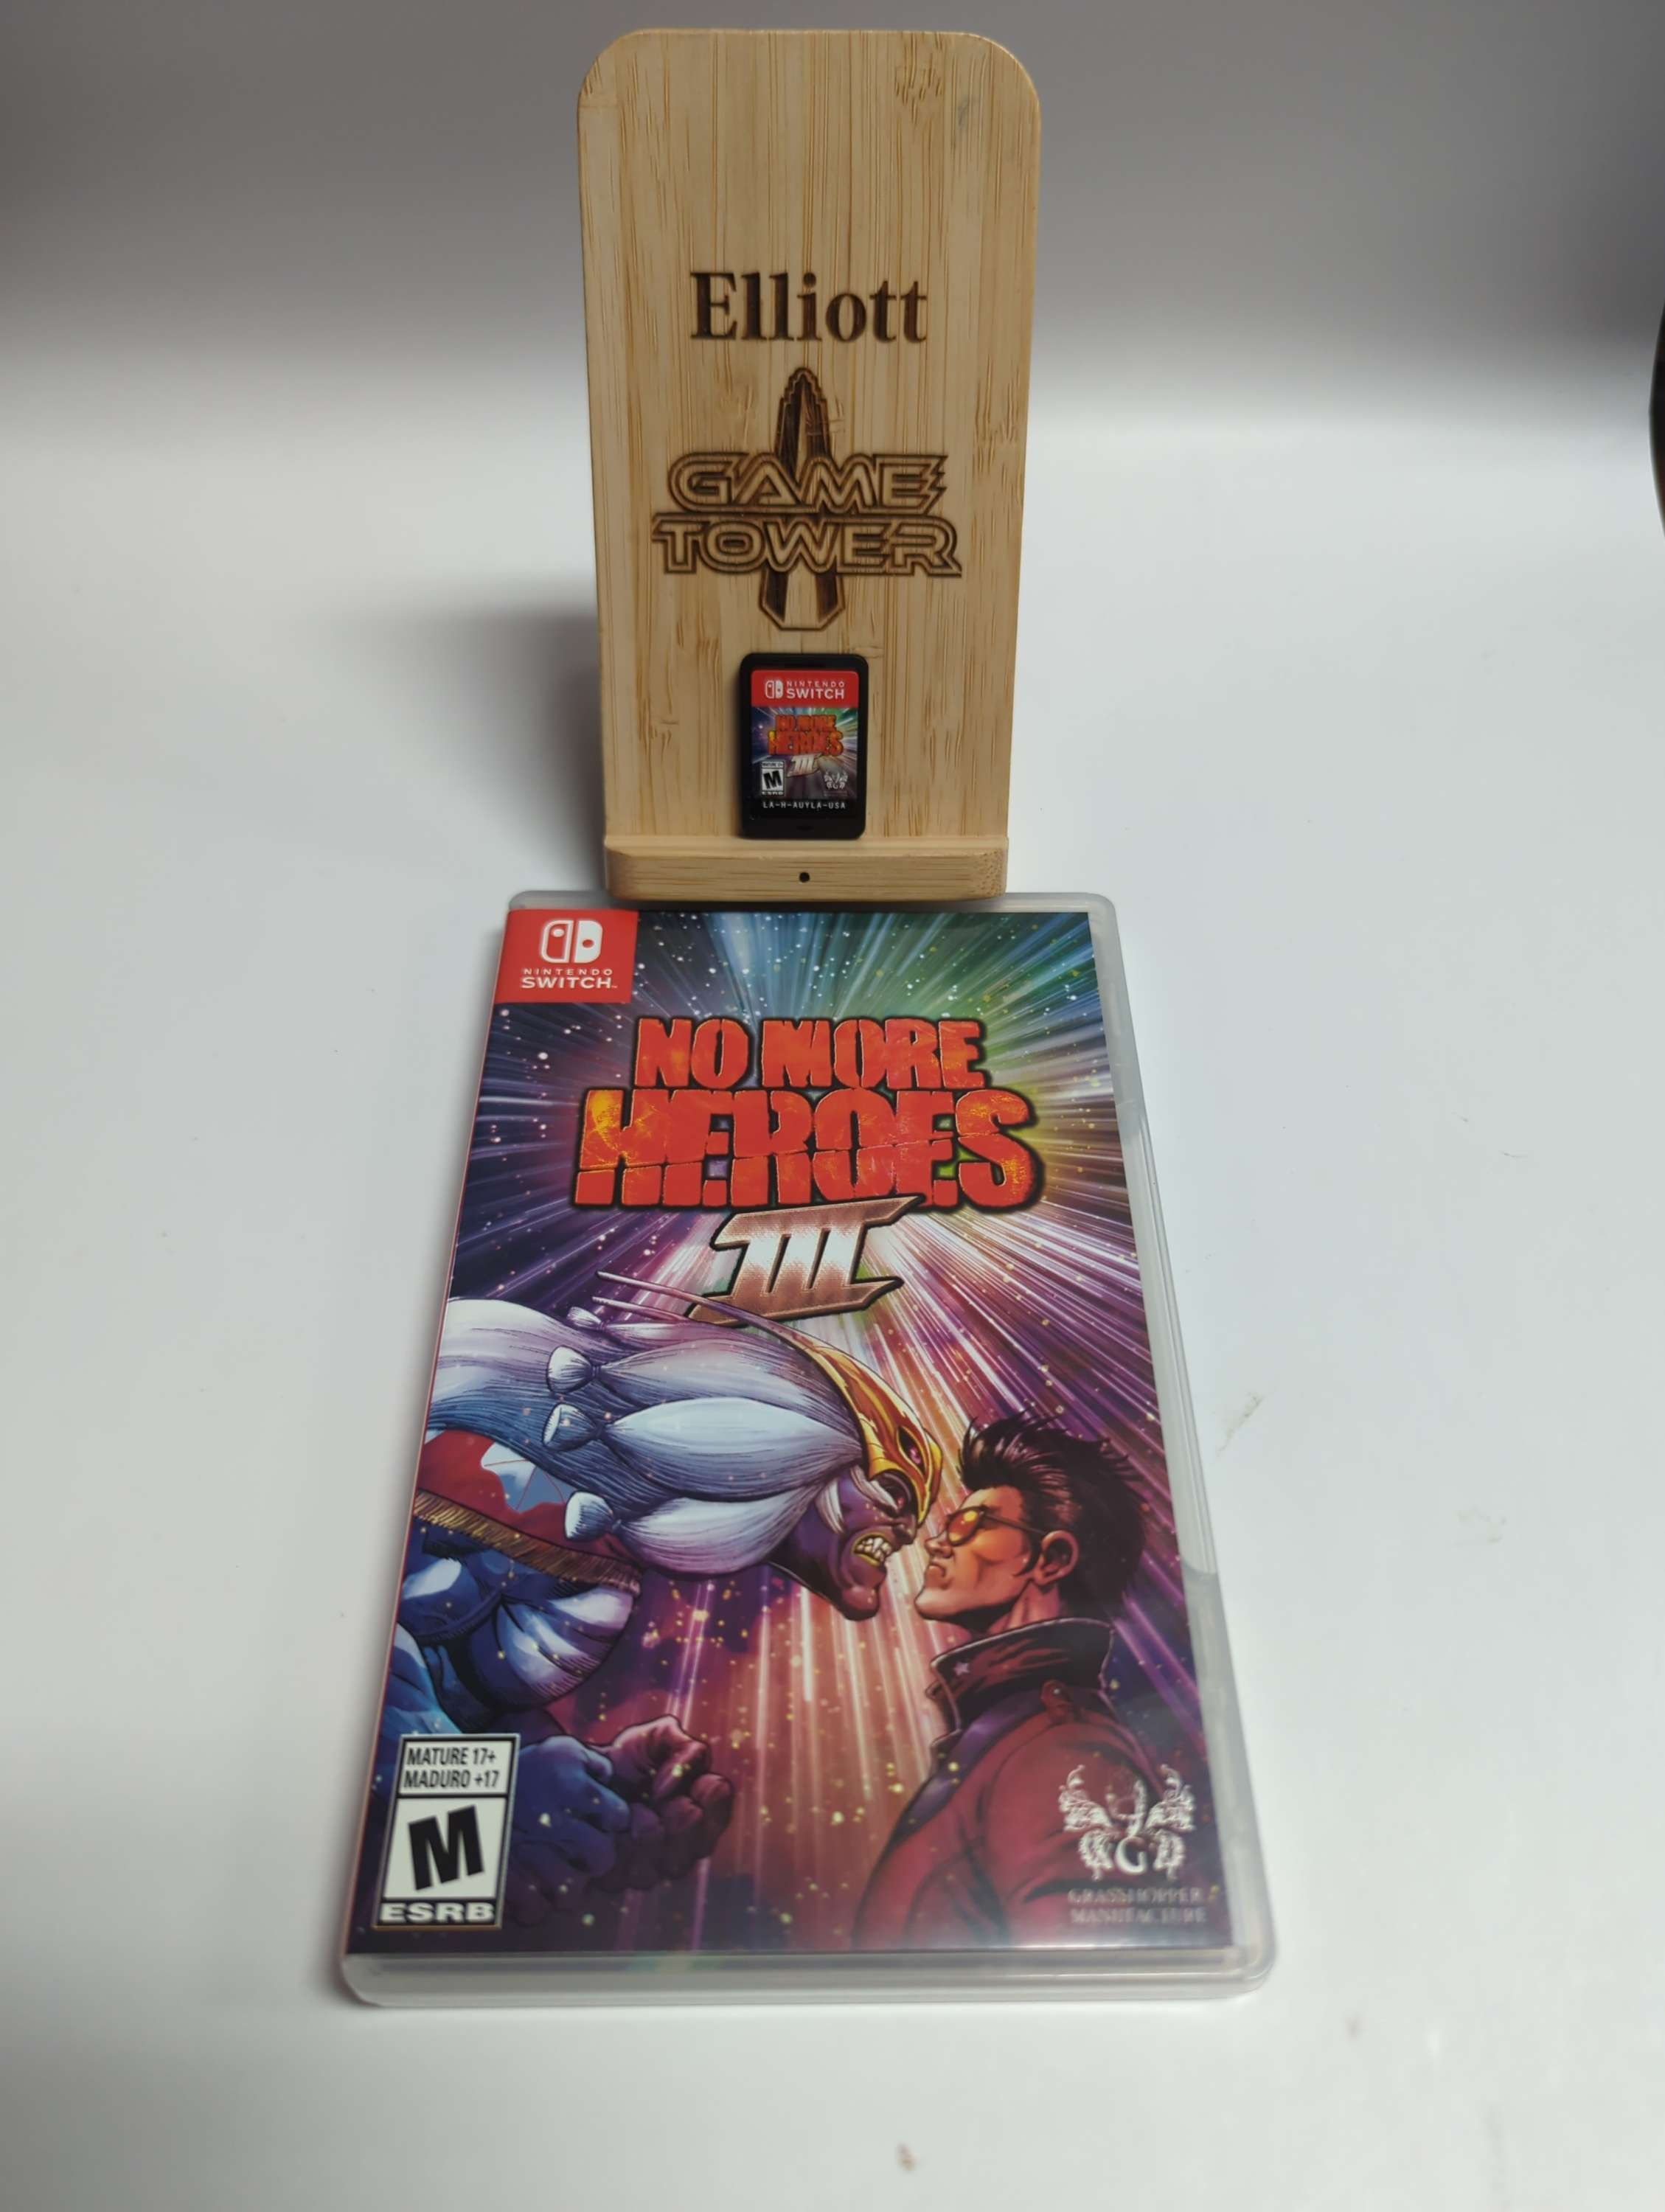 Elliott
GAME
TOWER
NINTENDO
SWITCH
NO MORE
HEROES
III
M
LA-H-AUYLA-USA
NINTENDO
SWITCH™
NO MORE
HEROES
III
MATURE 17+
MADURO +17
M
ESRB
G
GRASSHOPPER
MANUFACTURE